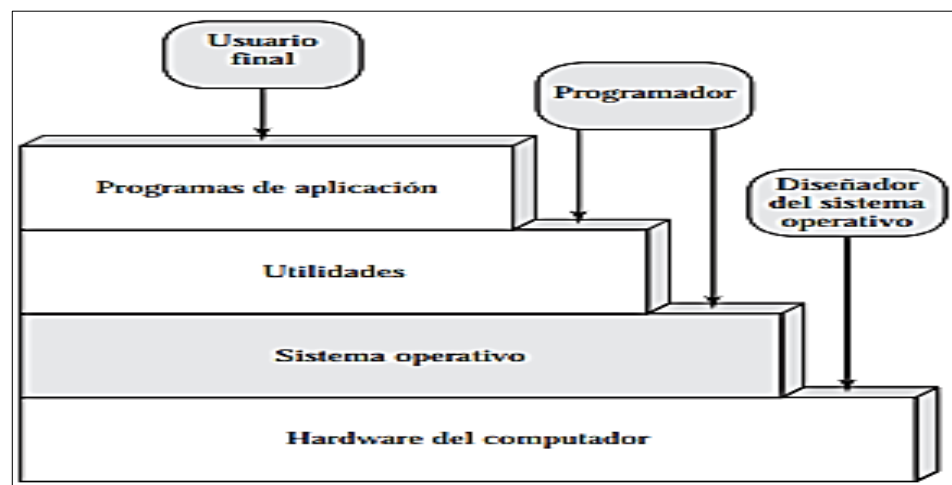 Usuario
final
Programador
Programas de aplicación
Diseñador
del sistema
operativo
Utilidades
Sistema operativo
Hardware del computador